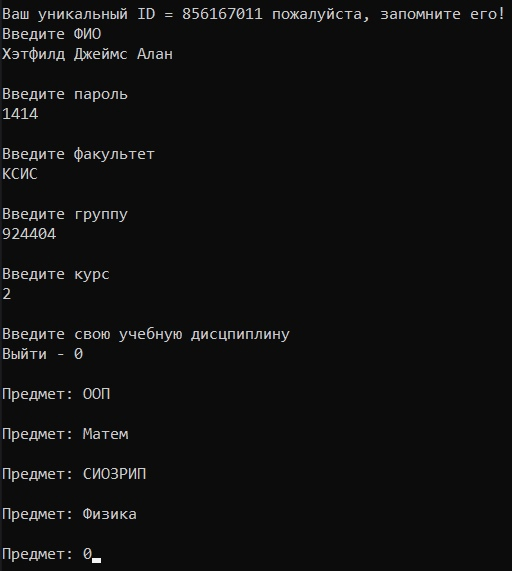 Ваш уникальный ID = 856167011 пожалуйста, запомните его!
Введите ФИО
Хэтфилд Джеймс Алан
Введите пароль
1414
Введите факультет
КСИС
Введите группу
924404
Введите курс
2
Введите свою учебную дисцпиплину
Выйти - 0
Предмет: ООП
Предмет: Матем
Предмет: СИОЗРИП
Предмет: Физика
Предмет: 0